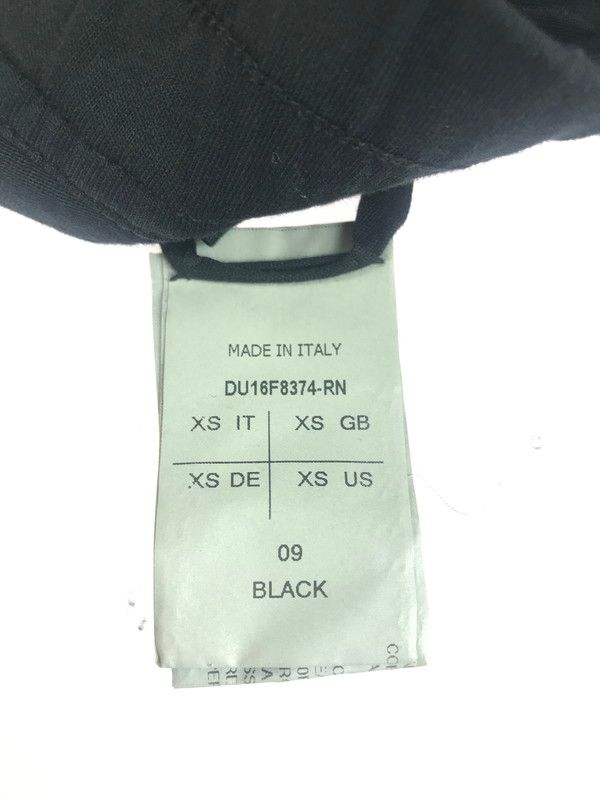 MADE IN ITALY
DU16F8374-RN
XS IT XS GB
XS DE XS US
09
BLACK